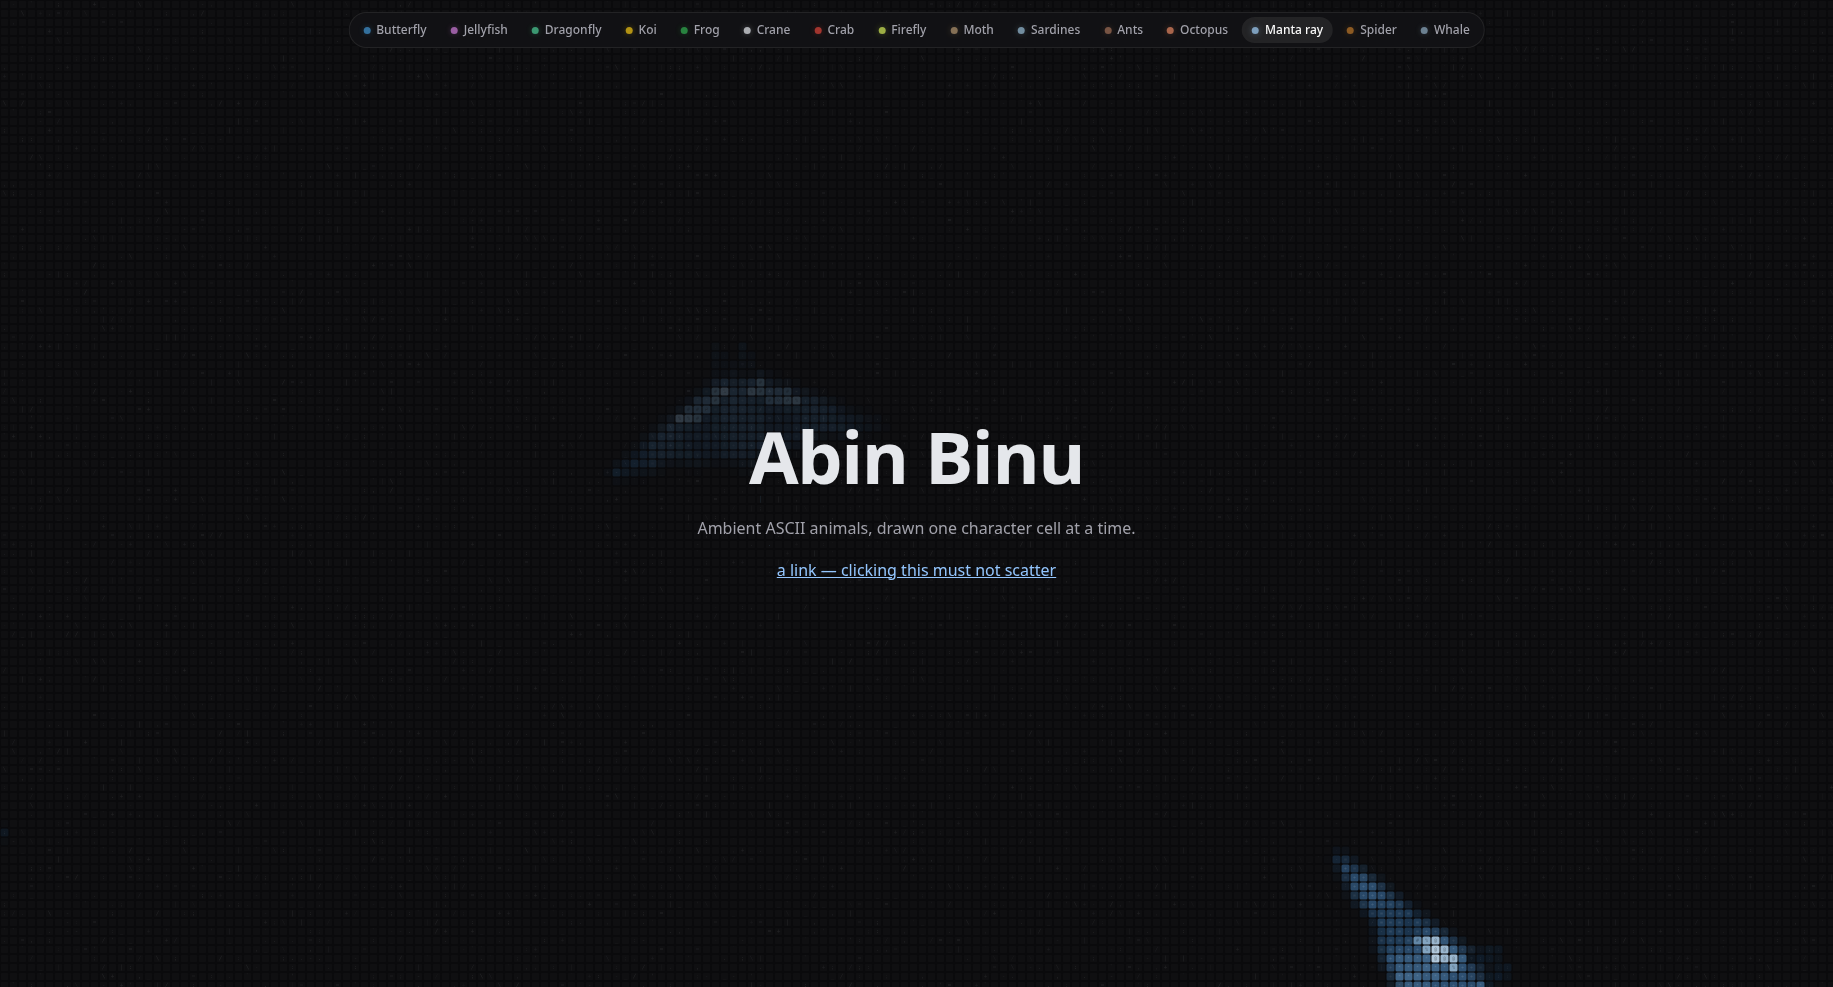 Butterfly Jellyfish Dragonfly Koi Frog Crane Crab Firefly Moth Sardines Ants Octopus Manta ray Spider Whale
Abin Binu
Ambient ASCII animals, drawn one character cell at a time.
a link — clicking this must not scatter